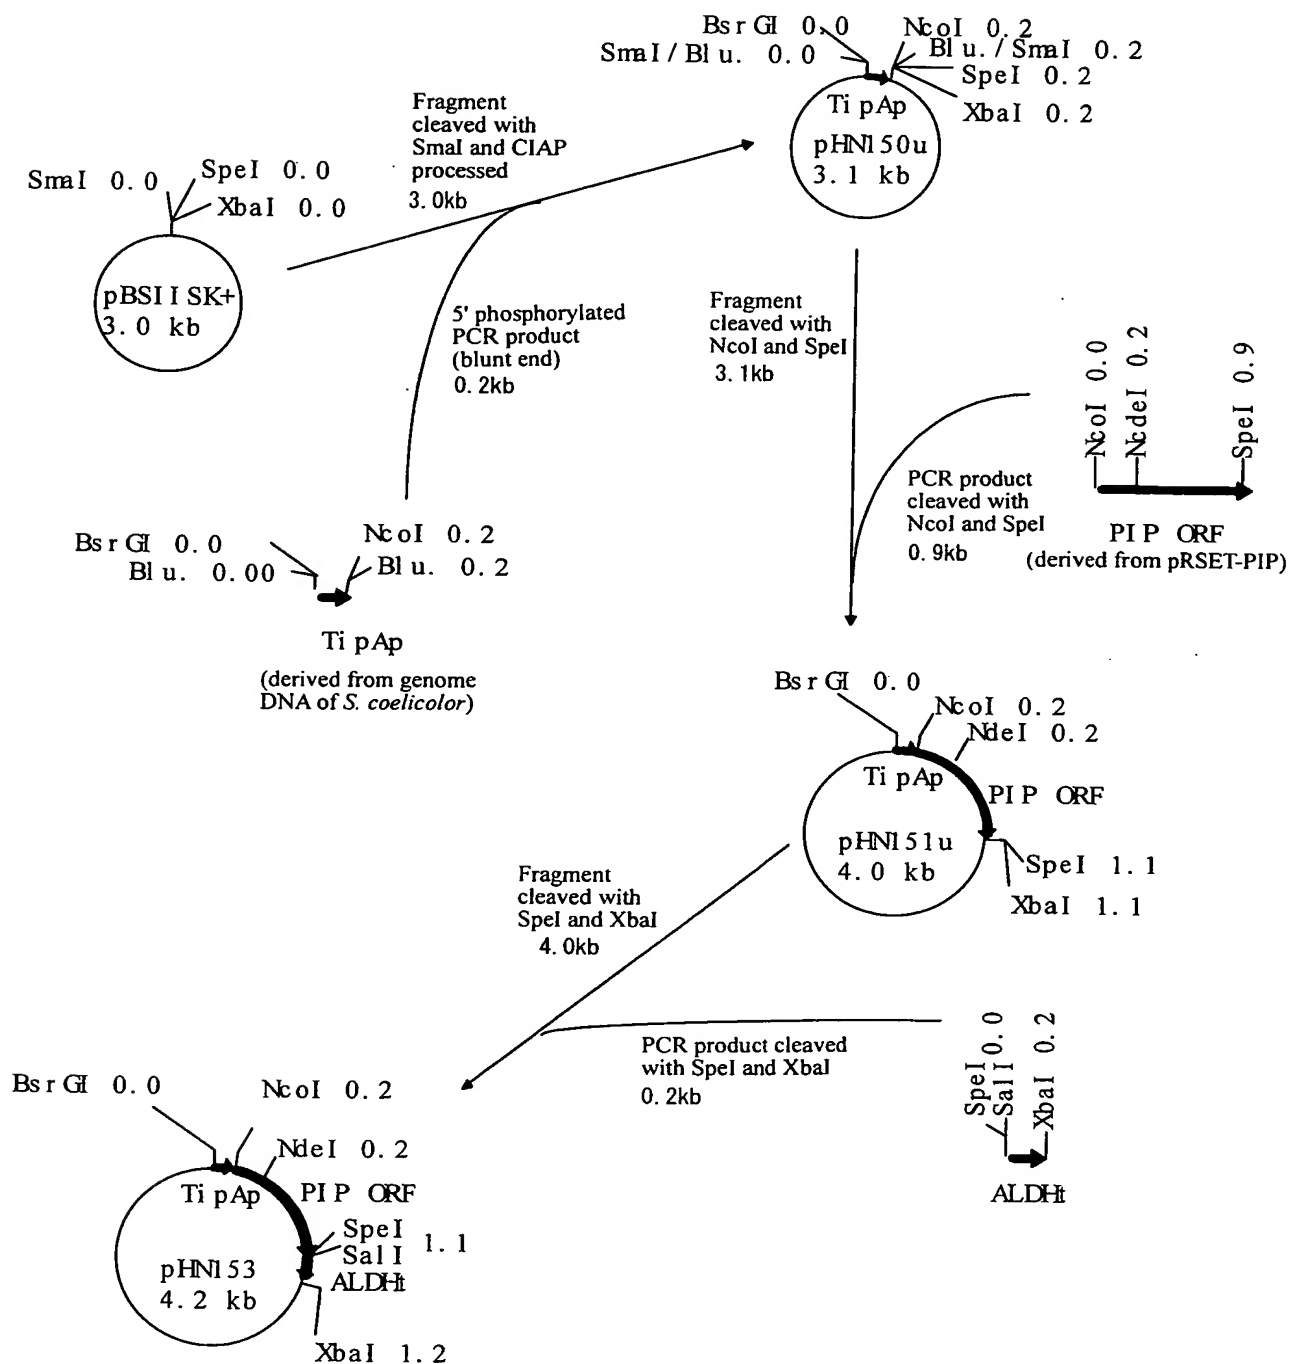 BsrGI 0.0
SmaI/Blu. 0.0
NcoI 0.2
Blu./SmaI 0.2
SpeI 0.2
XbaI 0.2
TipAp
pHN150u
3.1 kb
Fragment
cleaved with
SmaI and CIAP
processed
3.0kb
SmaI 0.0
SpeI 0.0
XbaI 0.0
pBSIISK+
3.0 kb
5' phosphorylated
PCR product
(blunt end)
0.2kb
Fragment
cleaved with
NcoI and SpeI
3.1kb
NcoI 0.0
NcdeI 0.2
SpeI 0.9
PCR product
cleaved with
NcoI and SpeI
0.9kb
PIP ORF
(derived from pRSET-PIP)
BsrGI 0.0
Blu. 0.00
NcoI 0.2
Blu. 0.2
TipAp
(derived from genome
DNA of S. coelicolor)
BsrGI 0.0
NcoI 0.2
NdeI 0.2
TipAp
PIP ORF
pHN151u
4.0 kb
SpeI 1.1
XbaI 1.1
Fragment
cleaved with
SpeI and XbaI
4.0kb
PCR product cleaved
with SpeI and XbaI
0.2kb
SpeI
SalI 0.0
XbaI 0.2
ALDHt
BsrGI 0.0
NcoI 0.2
NdeI 0.2
TipAp
PIP ORF
SpeI
SalI 1.1
ALDHt
pHN153
4.2 kb
XbaI 1.2